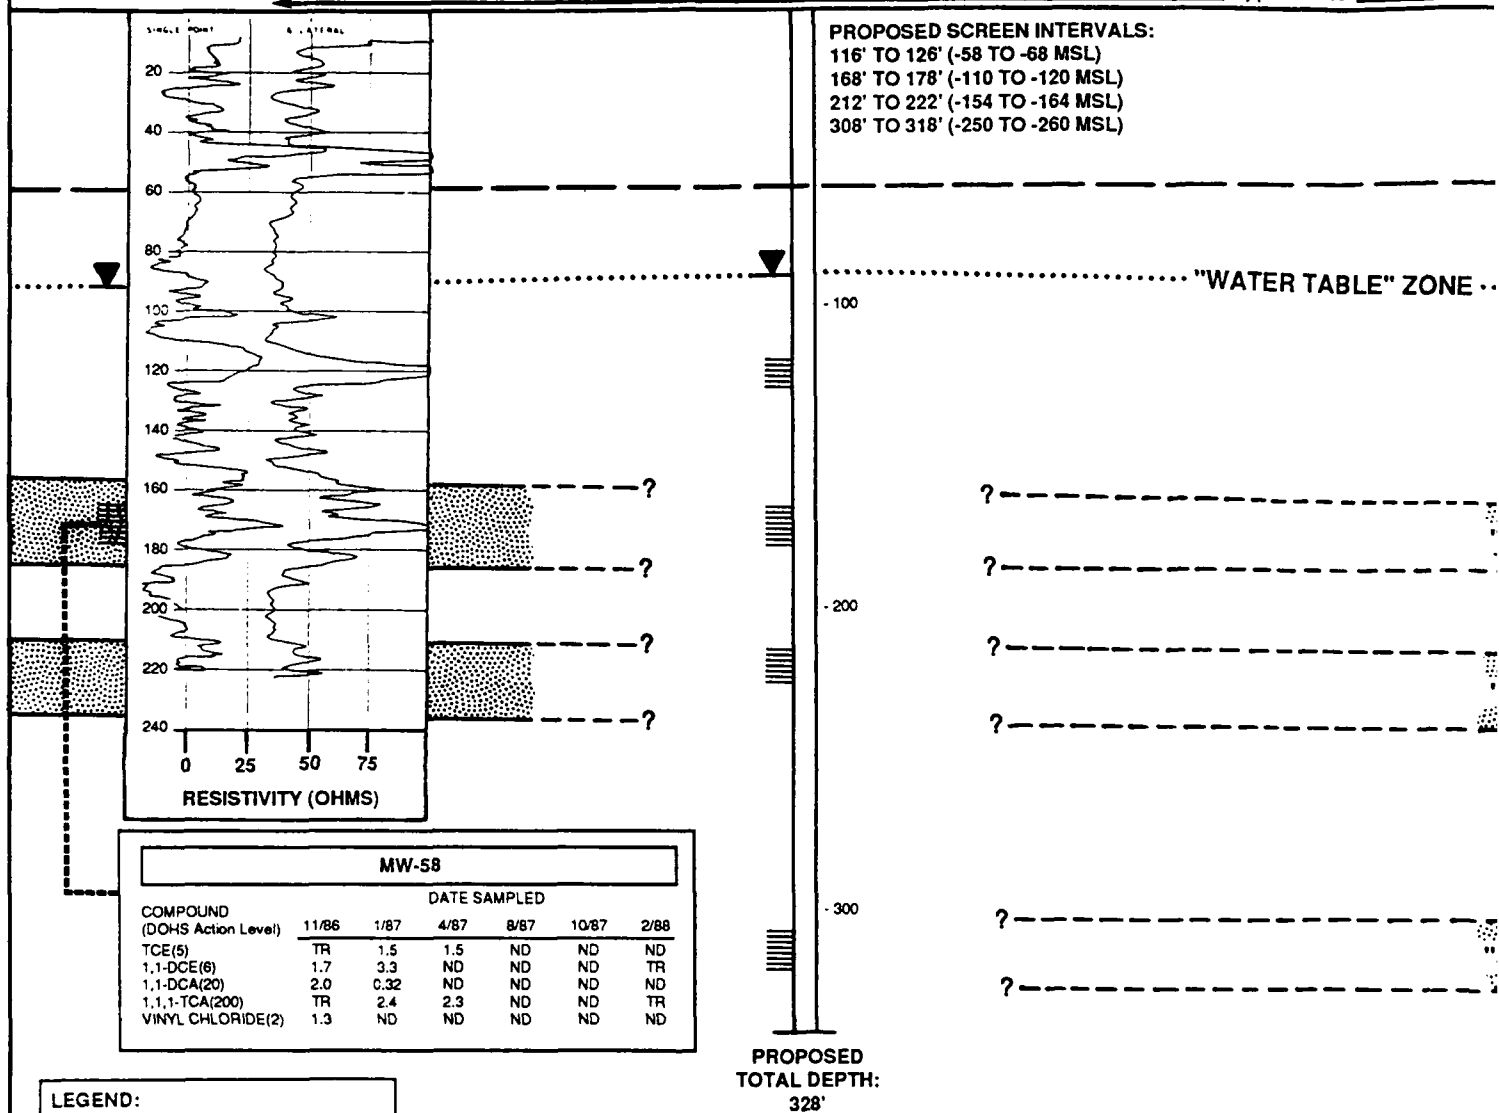 PROPOSED SCREEN INTERVALS:
116' TO 126' (-58 TO -68 MSL)
168' TO 178' (-110 TO -120 MSL)
212' TO 222' (-154 TO -164 MSL)
308' TO 318' (-250 TO -260 MSL)
SINGLE POINT
LATERAL
20
40
60
80
100
120
140
160
180
200
220
240
0 25 50 75
RESISTIVITY (OHMS)
"WATER TABLE" ZONE
- 100
- 200
- 300
? ?
? ?
? ?
? ?
?
?
MW-58
DATE SAMPLED
COMPOUND
(DOHS Action Level) 11/86 1/87 4/87 8/87 10/87 2/88
TCE(5) TR 1.5 1.5 ND ND ND
1,1-DCE(6) 1.7 3.3 ND ND ND TR
1,1-DCA(20) 2.0 0.32 ND ND ND ND
1,1,1-TCA(200) TR 2.4 2.3 ND ND TR
VINYL CHLORIDE(2) 1.3 ND ND ND ND ND
PROPOSED
TOTAL DEPTH:
328'
LEGEND: